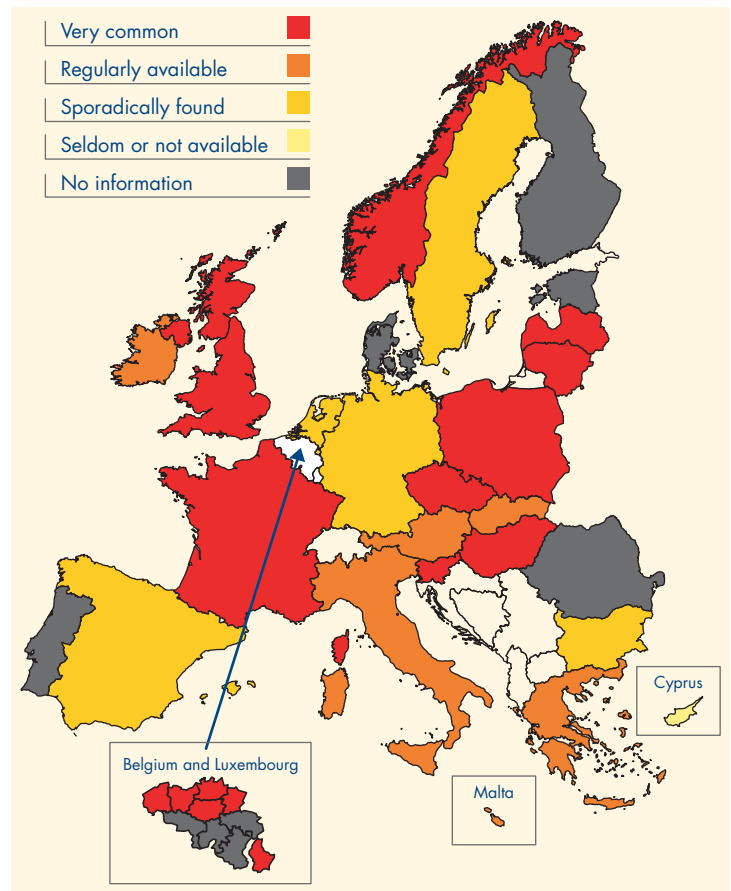 Very common
Regularly available
Sporadically found
Seldom or not available
No information
Cyprus
Belgium and Luxembourg
Malta